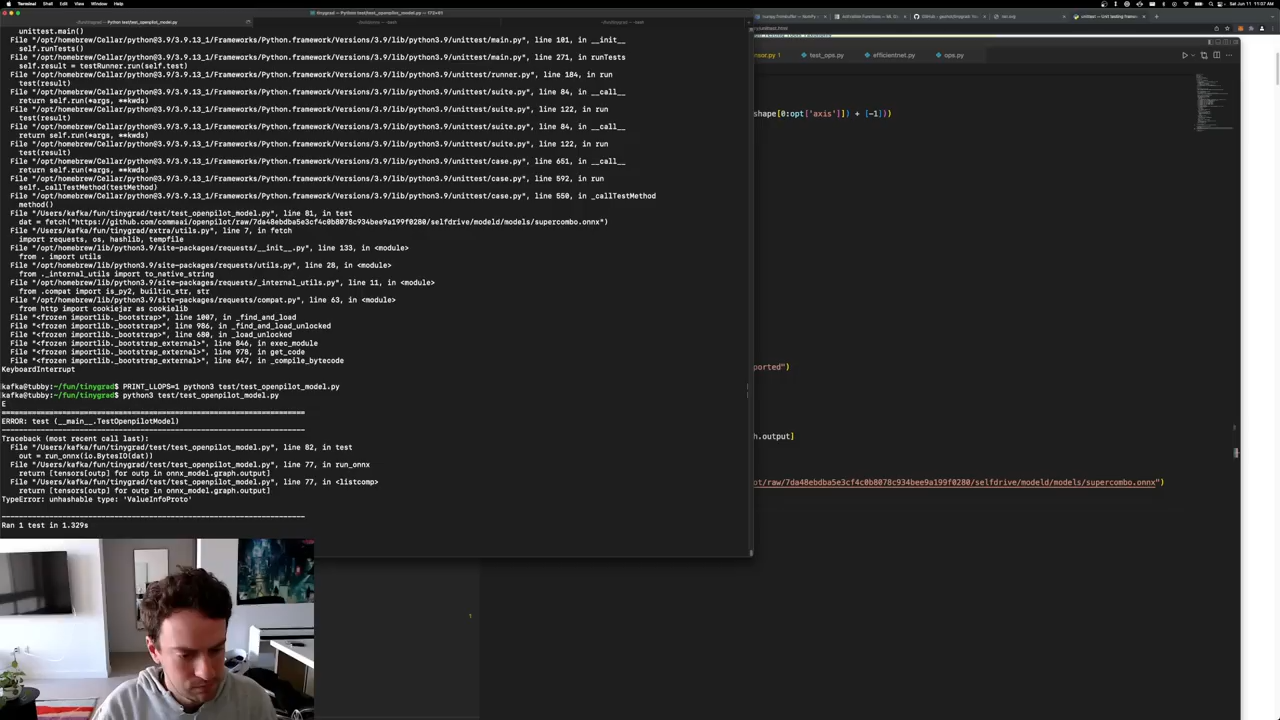 Terminal Shell Edit View Window Help
Sat Jun 11 11:07 AM
tinygrad — Python test/test_openpilot_model.py — 173×61
test_ops.py efficientnet.py ops.py
unittest.main()
File "/opt/homebrew/Cellar/python@3.9/3.9.13_1/Frameworks/Python.framework/Versions/3.9/lib/python3.9/unittest/main.py", line 101, in __init__
self.runTests()
File "/opt/homebrew/Cellar/python@3.9/3.9.13_1/Frameworks/Python.framework/Versions/3.9/lib/python3.9/unittest/main.py", line 271, in runTests
self.result = testRunner.run(self.test)
File "/opt/homebrew/Cellar/python@3.9/3.9.13_1/Frameworks/Python.framework/Versions/3.9/lib/python3.9/unittest/runner.py", line 184, in run
test(result)
File "/opt/homebrew/Cellar/python@3.9/3.9.13_1/Frameworks/Python.framework/Versions/3.9/lib/python3.9/unittest/suite.py", line 84, in __call__
return self.run(*args, **kwds)
File "/opt/homebrew/Cellar/python@3.9/3.9.13_1/Frameworks/Python.framework/Versions/3.9/lib/python3.9/unittest/suite.py", line 122, in run
test(result)
File "/opt/homebrew/Cellar/python@3.9/3.9.13_1/Frameworks/Python.framework/Versions/3.9/lib/python3.9/unittest/suite.py", line 84, in __call__
return self.run(*args, **kwds)
File "/opt/homebrew/Cellar/python@3.9/3.9.13_1/Frameworks/Python.framework/Versions/3.9/lib/python3.9/unittest/suite.py", line 122, in run
test(result)
File "/opt/homebrew/Cellar/python@3.9/3.9.13_1/Frameworks/Python.framework/Versions/3.9/lib/python3.9/unittest/case.py", line 651, in __call__
return self.run(*args, **kwds)
File "/opt/homebrew/Cellar/python@3.9/3.9.13_1/Frameworks/Python.framework/Versions/3.9/lib/python3.9/unittest/case.py", line 592, in run
self._callTestMethod(testMethod)
File "/opt/homebrew/Cellar/python@3.9/3.9.13_1/Frameworks/Python.framework/Versions/3.9/lib/python3.9/unittest/case.py", line 550, in _callTestMethod
method()
File "/Users/kafka/fun/tinygrad/test/test_openpilot_model.py", line 81, in test
dat = fetch("https://github.com/commaai/openpilot/raw/7da48ebdba5e3cf4c0b8078c934bee9a199f0280/selfdrive/modeld/models/supercombo.onnx")
File "/Users/kafka/fun/tinygrad/extra/utils.py", line 7, in fetch
import requests, os, hashlib, tempfile
File "/opt/homebrew/lib/python3.9/site-packages/requests/__init__.py", line 133, in <module>
from . import utils
File "/opt/homebrew/lib/python3.9/site-packages/requests/utils.py", line 28, in <module>
from ._internal_utils import to_native_string
File "/opt/homebrew/lib/python3.9/site-packages/requests/_internal_utils.py", line 11, in <module>
from .compat import is_py2, builtin_str, str
File "/opt/homebrew/lib/python3.9/site-packages/requests/compat.py", line 63, in <module>
from http import cookiejar as cookielib
File "<frozen importlib._bootstrap>", line 1007, in _find_and_load
File "<frozen importlib._bootstrap>", line 986, in _find_and_load_unlocked
File "<frozen importlib._bootstrap>", line 680, in _load_unlocked
File "<frozen importlib._bootstrap_external>", line 846, in exec_module
File "<frozen importlib._bootstrap_external>", line 978, in get_code
File "<frozen importlib._bootstrap_external>", line 647, in _compile_bytecode
KeyboardInterrupt
kafka@tubby:~/fun/tinygrad$ PRINT_LLOPS=1 python3 test/test_openpilot_model.py
kafka@tubby:~/fun/tinygrad$ python3 test/test_openpilot_model.py
E
======================================================================
ERROR: test (__main__.TestOpenpilotModel)
----------------------------------------------------------------------
Traceback (most recent call last):
File "/Users/kafka/fun/tinygrad/test/test_openpilot_model.py", line 82, in test
out = run_onnx(io.BytesIO(dat))
File "/Users/kafka/fun/tinygrad/test/test_openpilot_model.py", line 77, in run_onnx
return [tensors[outp] for outp in onnx_model.graph.output]
File "/Users/kafka/fun/tinygrad/test/test_openpilot_model.py", line 77, in <listcomp>
return [tensors[outp] for outp in onnx_model.graph.output]
TypeError: unhashable type: 'ValueInfoProto'
----------------------------------------------------------------------
Ran 1 test in 1.329s
shape[0:opt['axis']]) + [-1]))
ported")
h.output]
ot/raw/7da48ebdba5e3cf4c0b8078c934bee9a199f0280/selfdrive/modeld/models/supercombo.onnx")